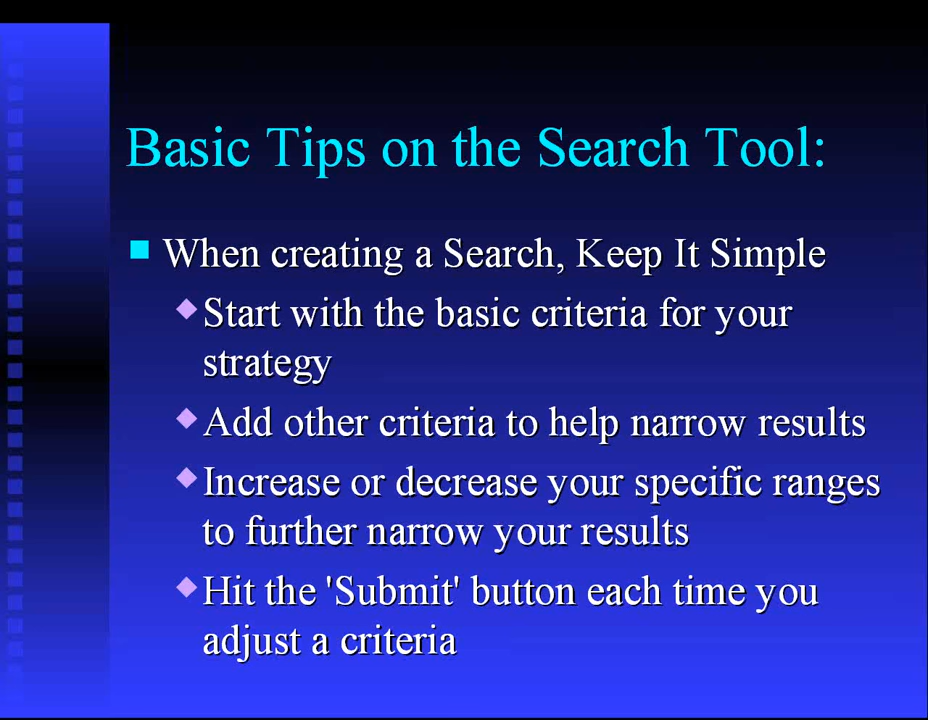 Basic Tips on the Search Tool:
When creating a Search, Keep It Simple
Start with the basic criteria for your
strategy
Add other criteria to help narrow results
Increase or decrease your specific ranges
to further narrow your results
Hit the 'Submit' button each time you
adjust a criteria